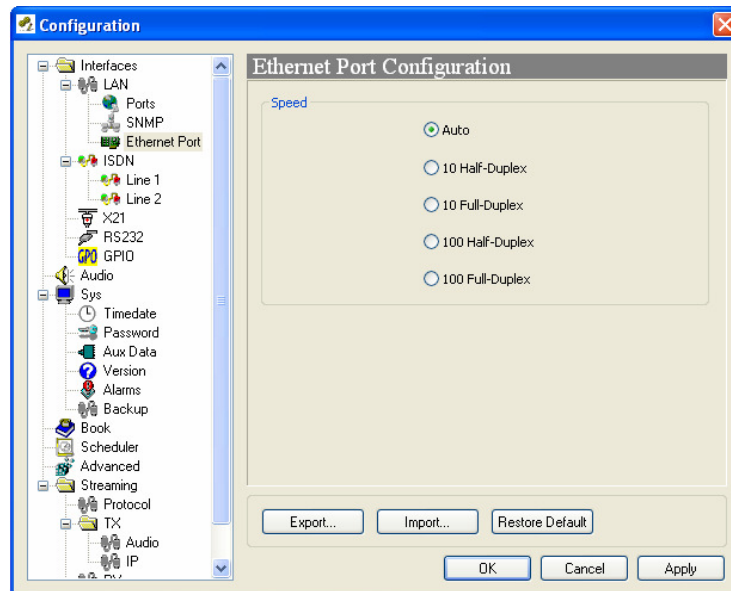 Configuration
Interfaces
LAN
Ports
SNMP
Ethernet Port
ISDN
Line 1
Line 2
X21
RS232
GPO GPIO
Audio
Sys
Timedate
Password
Aux Data
Version
Alarms
Backup
Book
Scheduler
Advanced
Streaming
Protocol
TX
Audio
IP
Ethernet Port Configuration
Speed
Auto
10 Half-Duplex
10 Full-Duplex
100 Half-Duplex
100 Full-Duplex
Export...
Import...
Restore Default
OK
Cancel
Apply